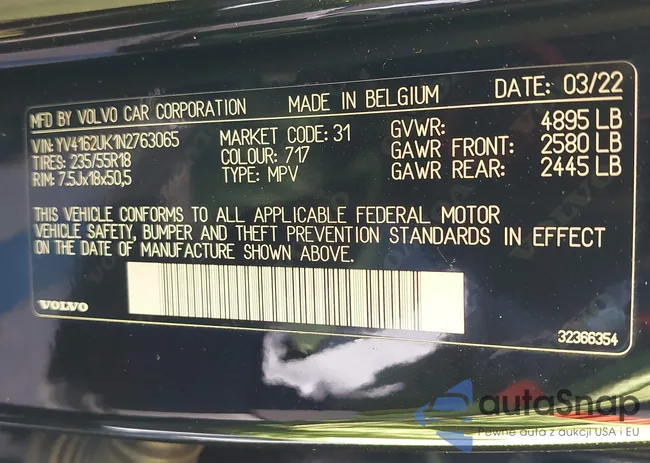 MFD BY VOLVO CAR CORPORATION MADE IN BELGIUM DATE: 03/22
VIN: YV4162UK1N2763065 MARKET CODE: 31 GVWR: 4895 LB
TIRES: 235/55R18 COLOUR: 717 GAWR FRONT: 2580 LB
RIM: 7.5Jx18x50,5 TYPE: MPV GAWR REAR: 2445 LB
THIS VEHICLE CONFORMS TO ALL APPLICABLE FEDERAL MOTOR
VEHICLE SAFETY, BUMPER AND THEFT PREVENTION STANDARDS IN EFFECT
ON THE DATE OF MANUFACTURE SHOWN ABOVE.
VOLVO
32366354
autaSnap
Pewne auta z aukcji USA i EU